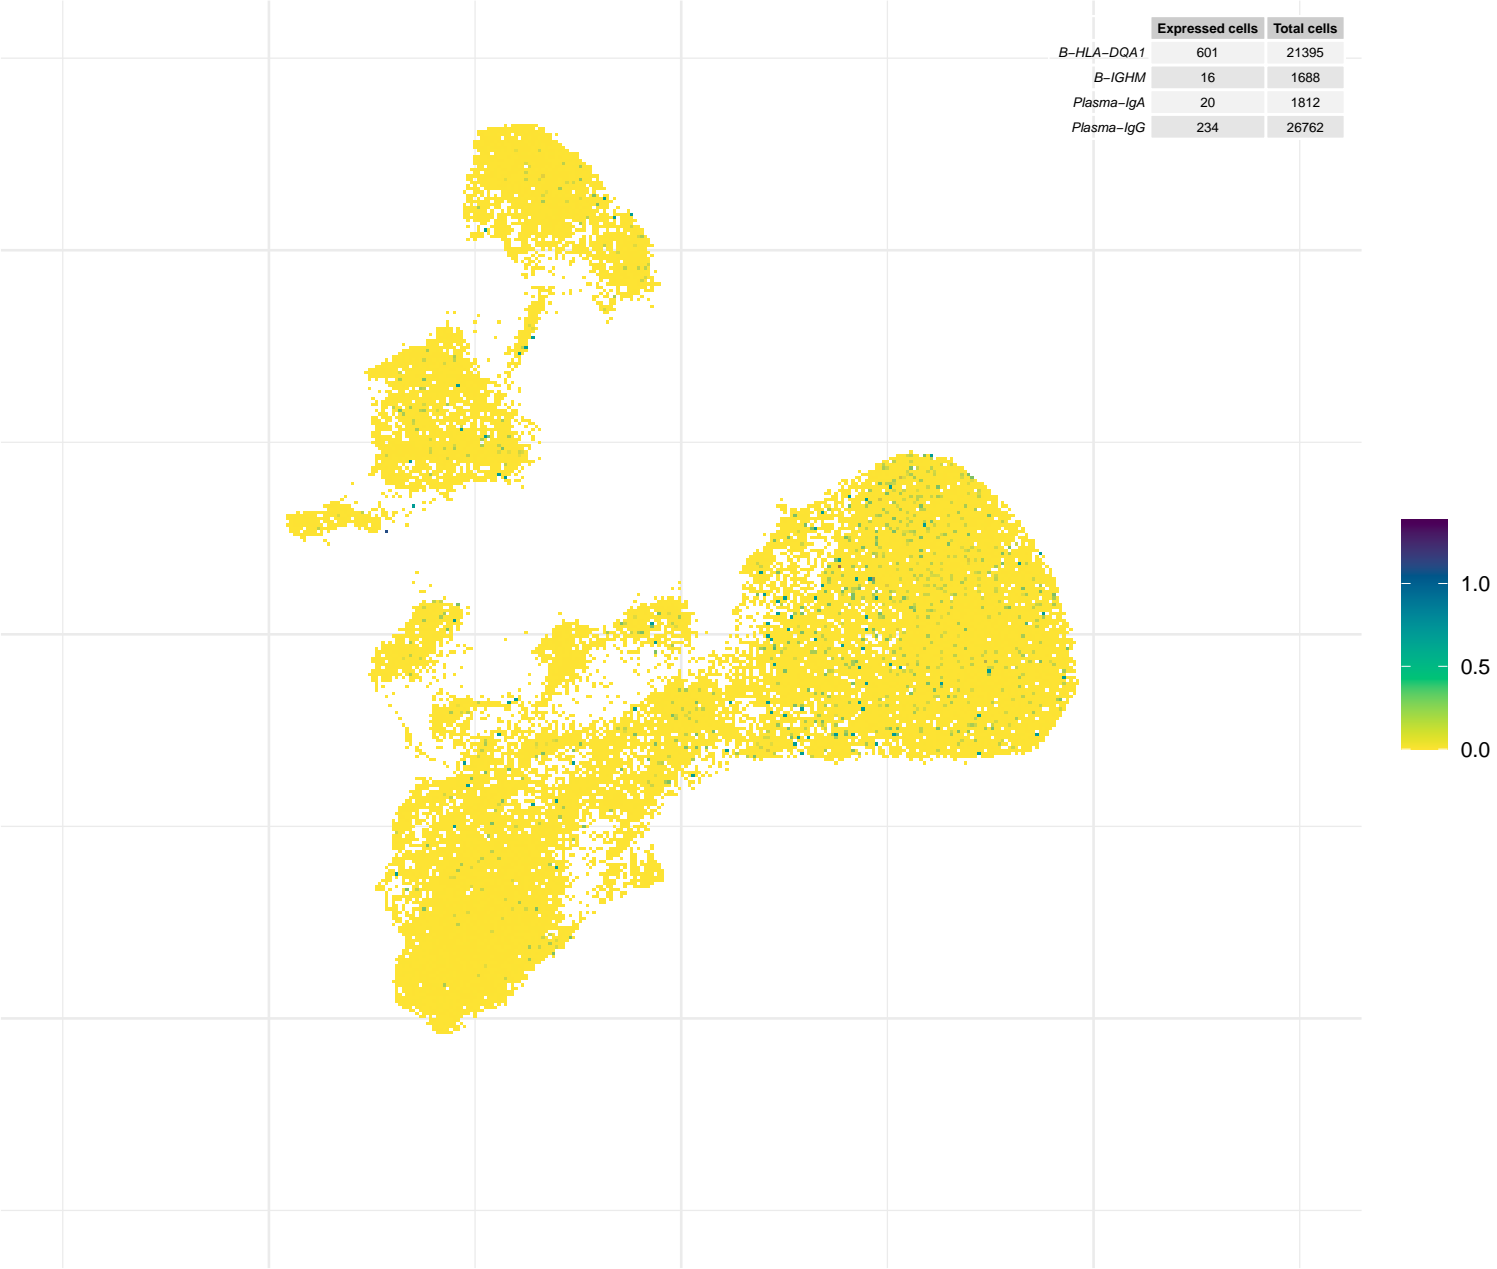 Expressed cells Total cells
B−HLA−DQA1 601 21395
B−IGHM 16 1688
Plasma−IgA 20 1812
Plasma−IgG 234 26762
1.0
0.5
0.0